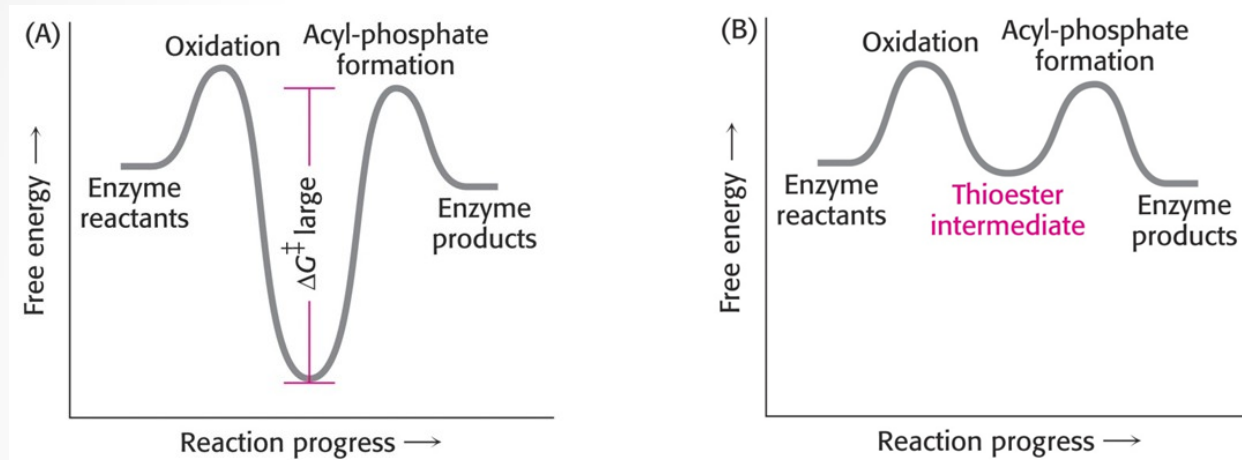 (A)
Oxidation
Acyl-phosphate
formation
Free energy →
Enzyme
reactants
ΔG‡ large
Enzyme
products
Reaction progress →
(B)
Oxidation
Acyl-phosphate
formation
Free energy →
Enzyme
reactants
Thioester
intermediate
Enzyme
products
Reaction progress →